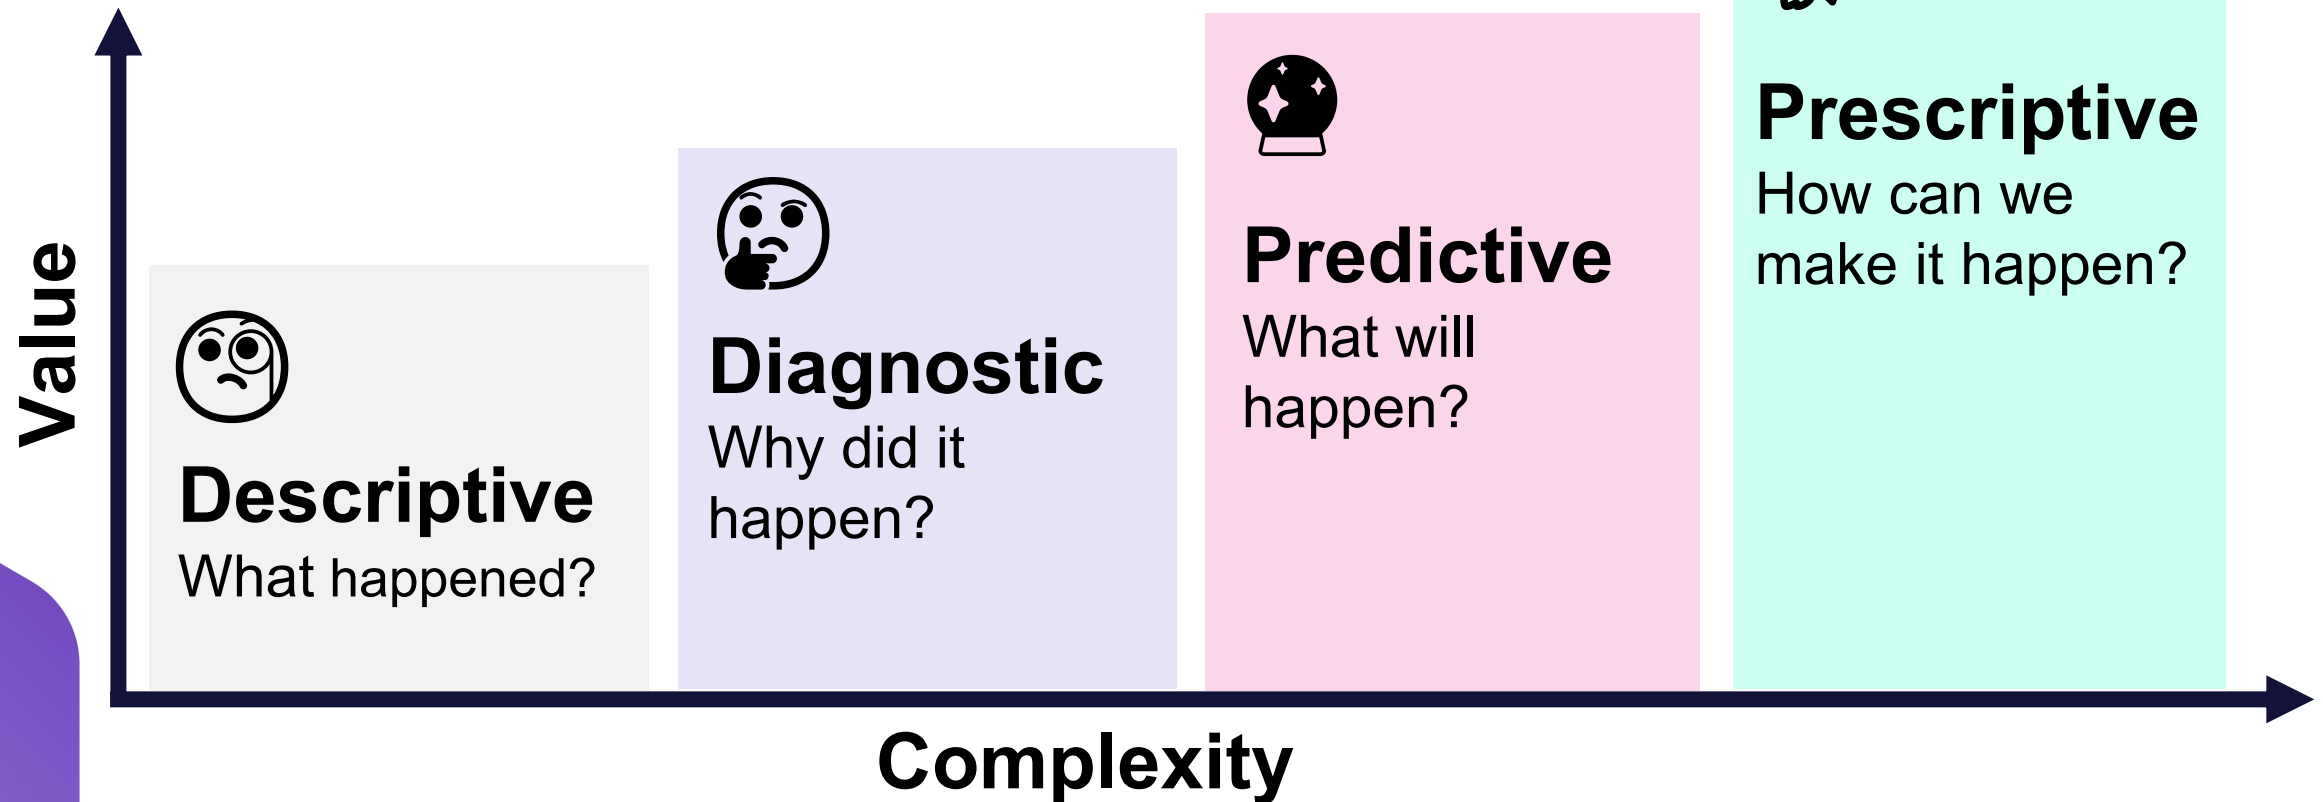 Value
Descriptive
What happened?
Diagnostic
Why did it
happen?
Predictive
What will
happen?
Prescriptive
How can we
make it happen?
Complexity